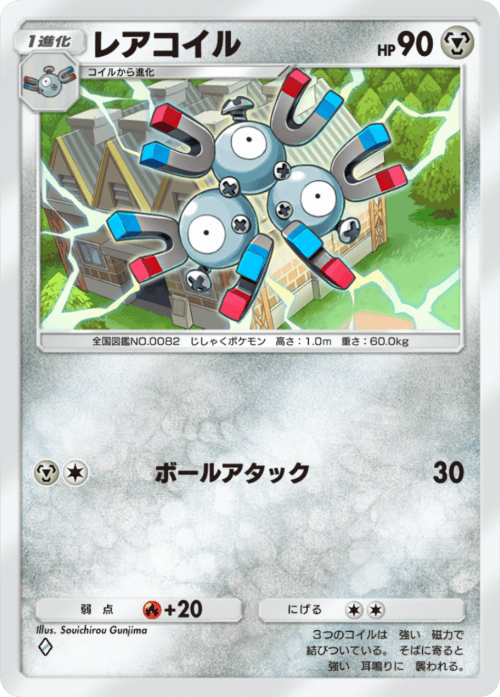 1進化
レアコイル
HP90
コイルから進化
全国図鑑NO.0082 じしゃくポケモン 高さ：1.0m 重さ：60.0kg
ボールアタック 30
弱点 +20
にげる
Illus. Souichirou Gunjima
3つのコイルは 強い 磁力で
結びついている。 そばに寄ると
強い 耳鳴りに 襲われる。